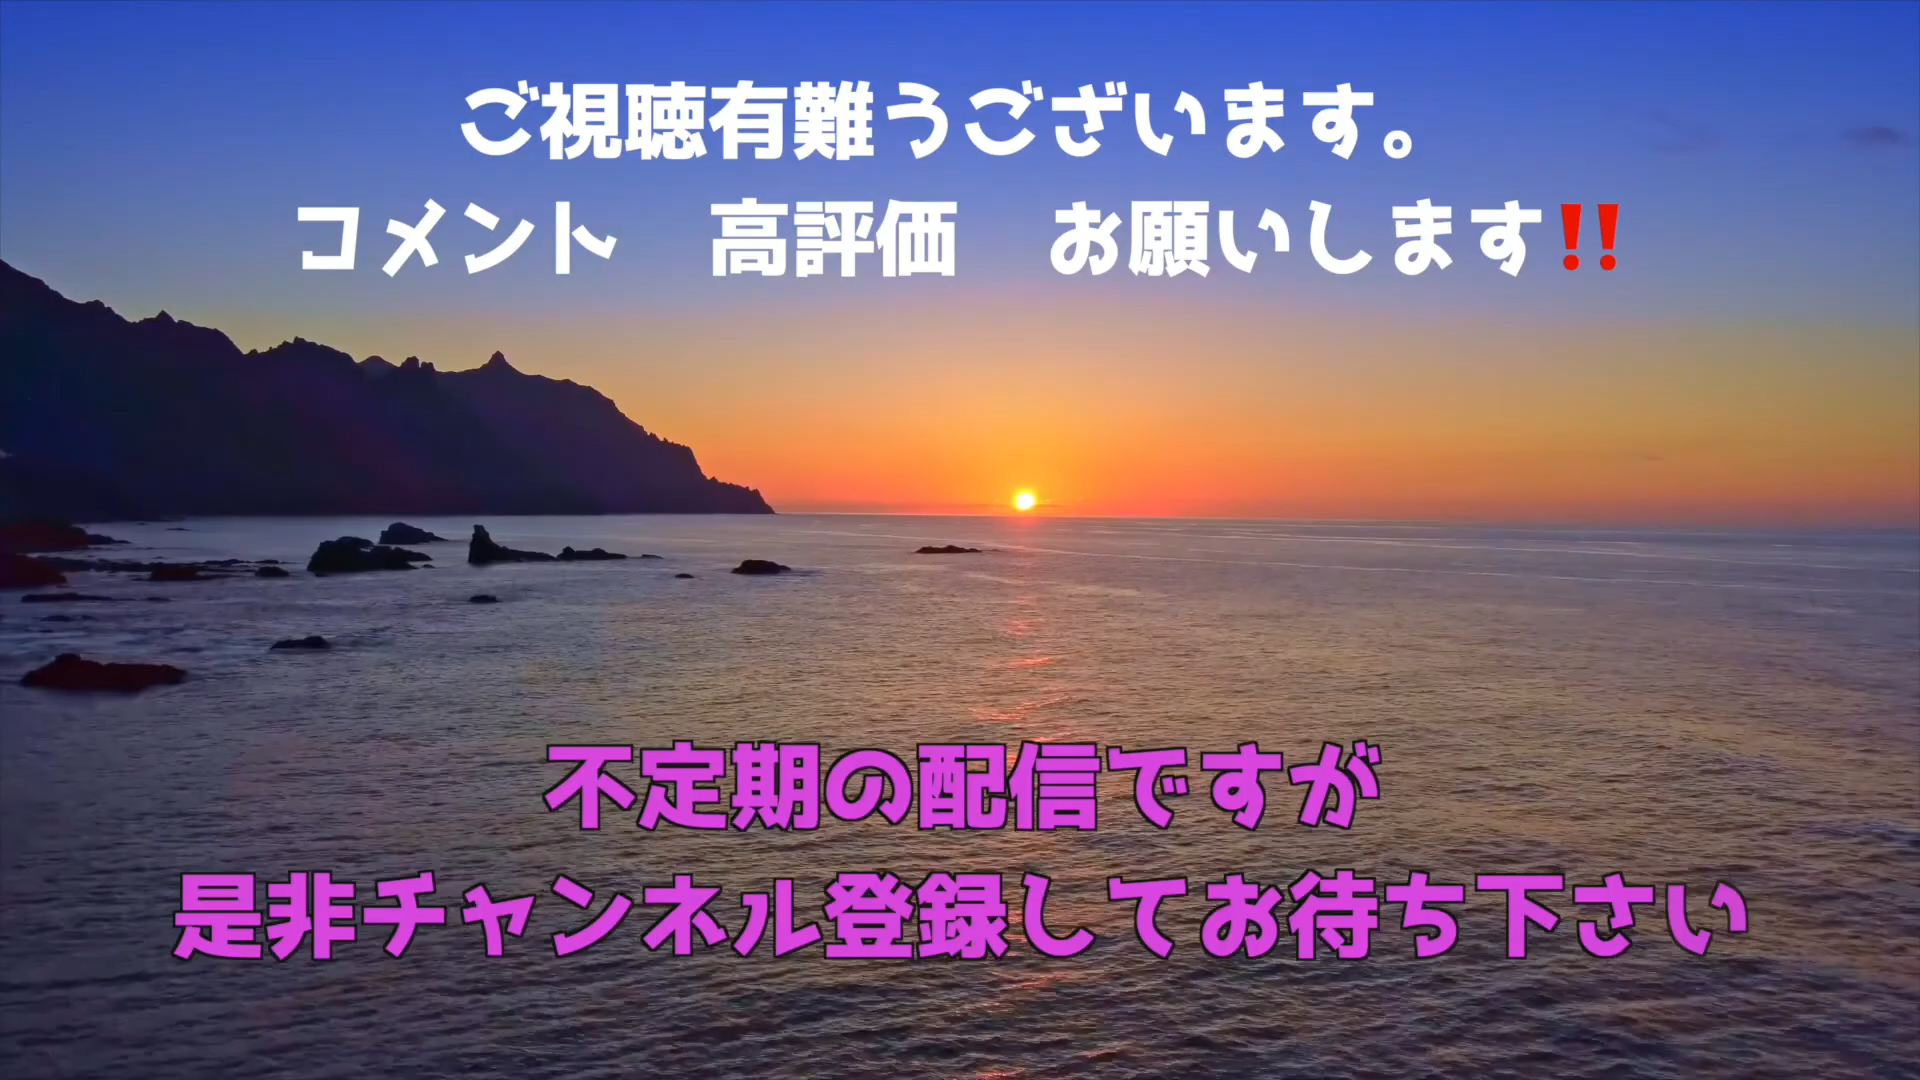 ご視聴有難うございます。
コメント　高評価　お願いします‼️
不定期の配信ですが
是非チャンネル登録してお待ち下さい